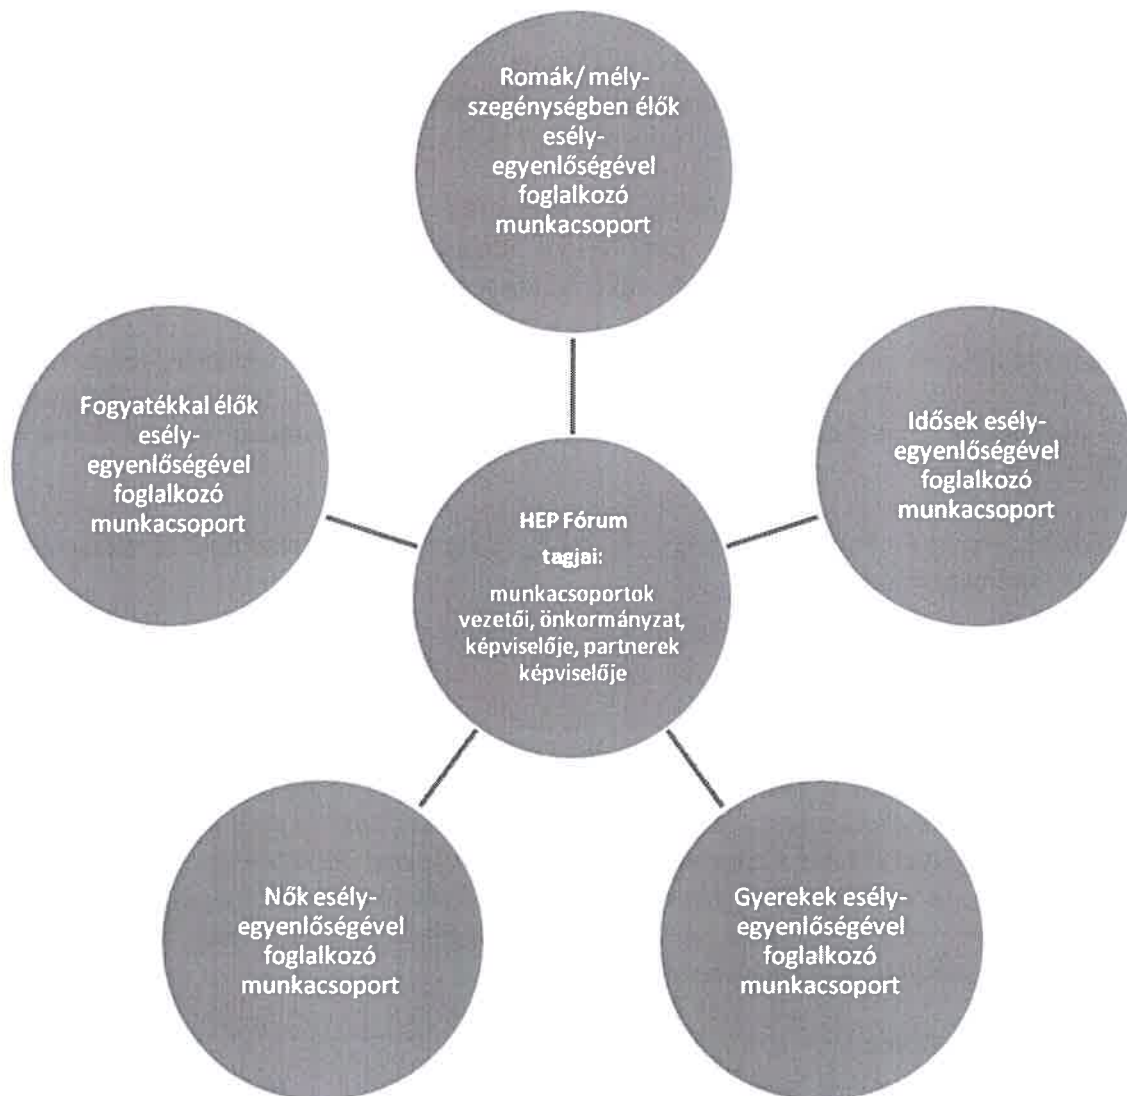 Romák/ mély-
szegénységben élők
esély-
egyenlőségével
foglalkozó
munkacsoport
Idősek esély-
egyenlőségével
foglalkozó
munkacsoport
Gyerekek esély-
egyenlőségével
foglalkozó
munkacsoport
Nők esély-
egyenlőségével
foglalkozó
munkacsoport
Fogyatékkal élők
esély-
egyenlőségével
foglalkozó
munkacsoport
HEP Fórum
tagjai:
munkacsoportok
vezetői, önkormányzat,
képviselője, partnerek
képviselője